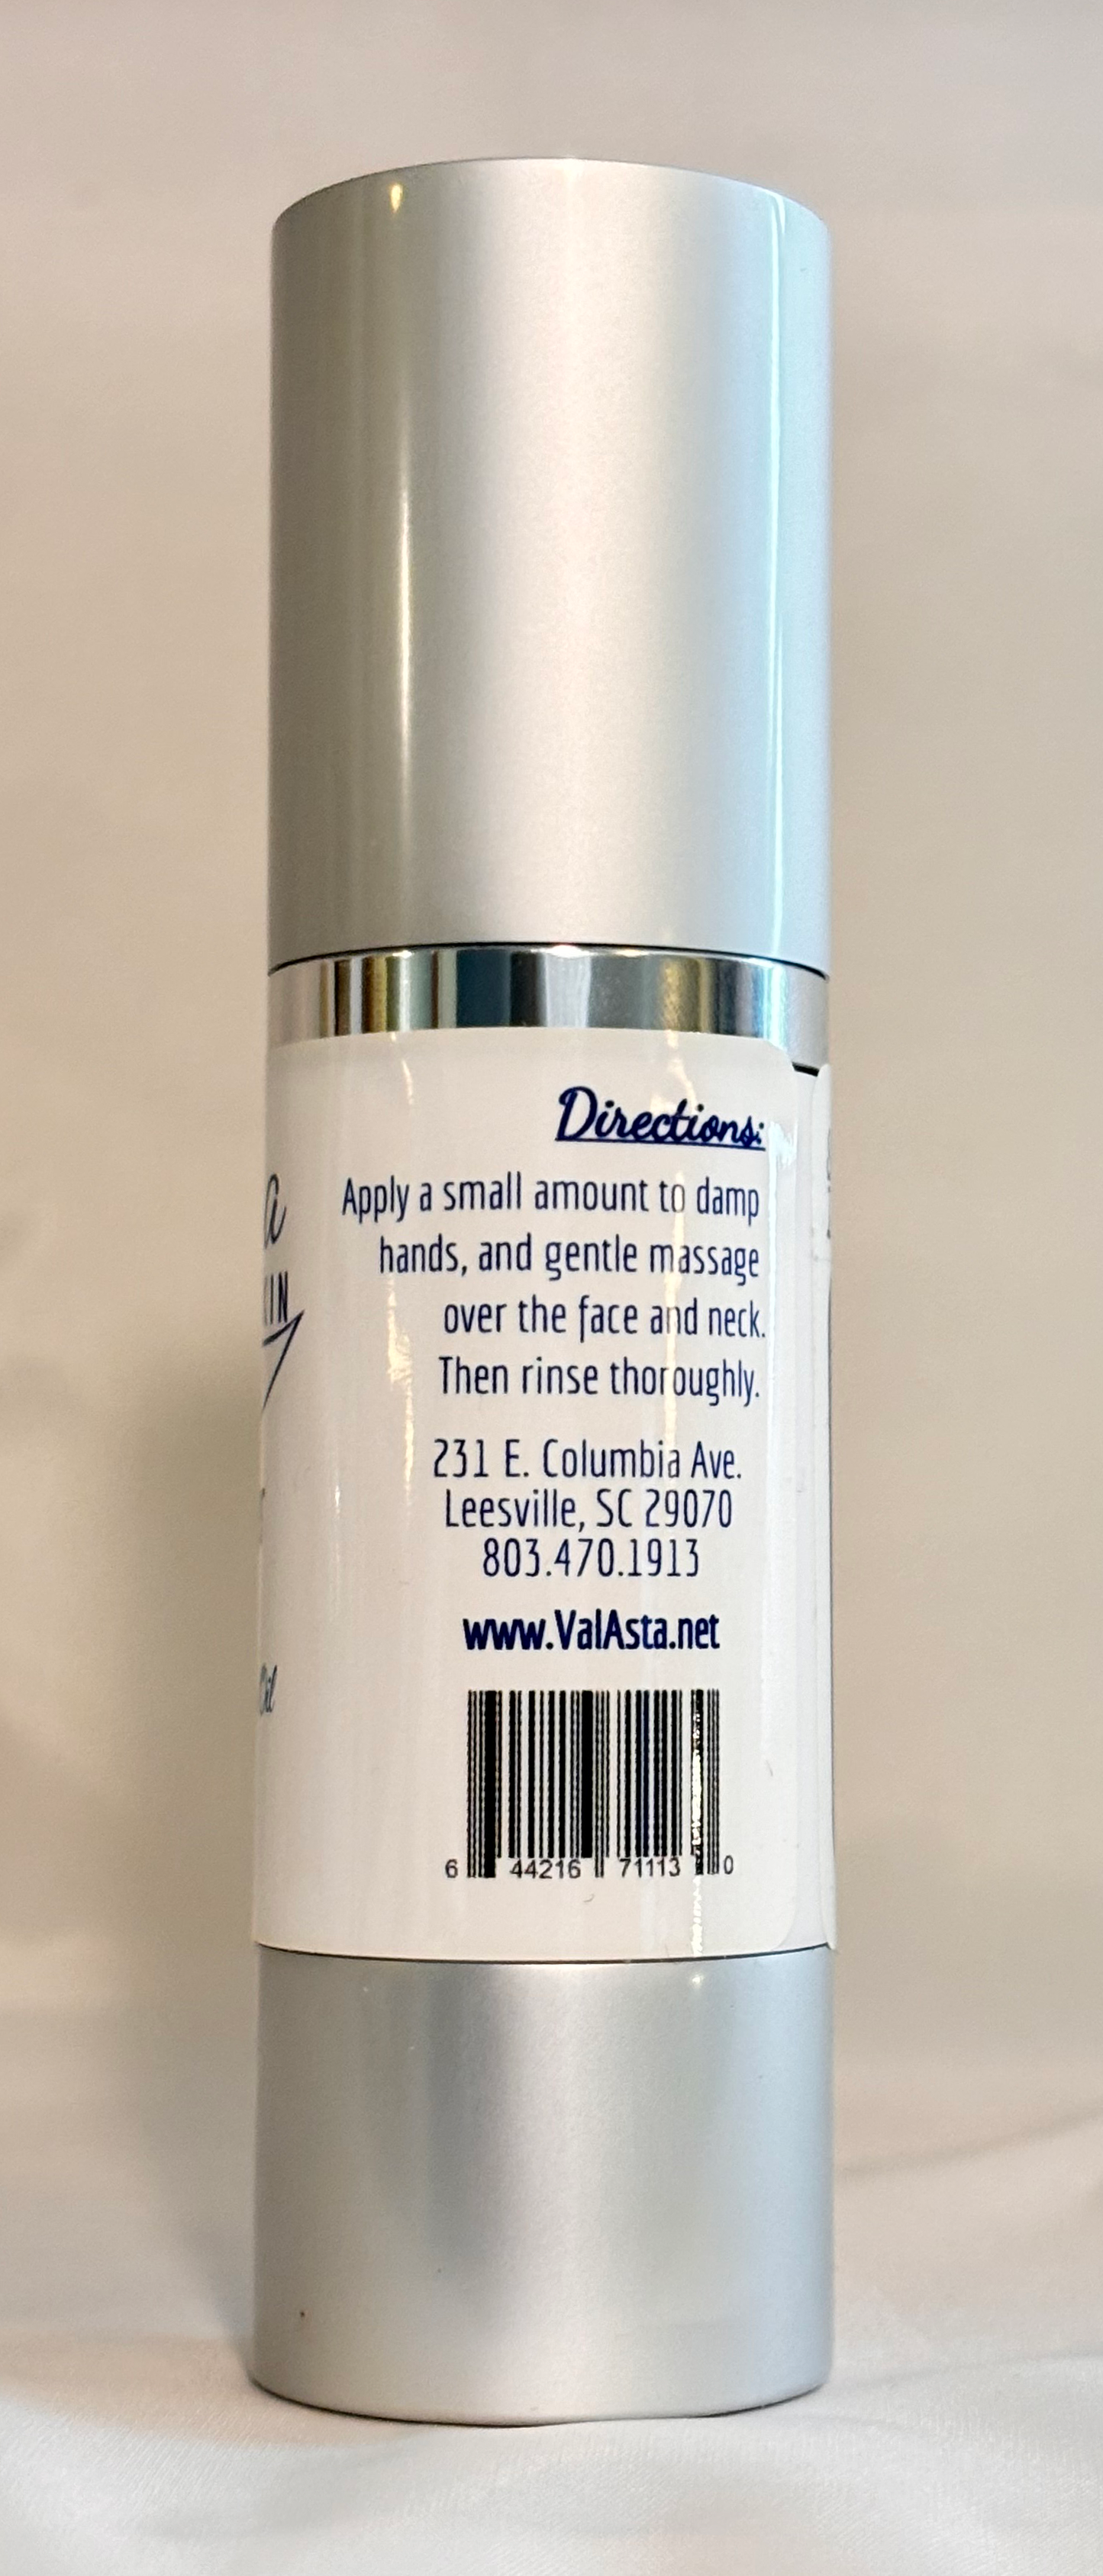 Directions:
Apply a small amount to damp
hands, and gentle massage
over the face and neck.
Then rinse thoroughly.
231 E. Columbia Ave.
Leesville, SC 29070
803.470.1913
www.ValAsta.net
6 44216 71113 0